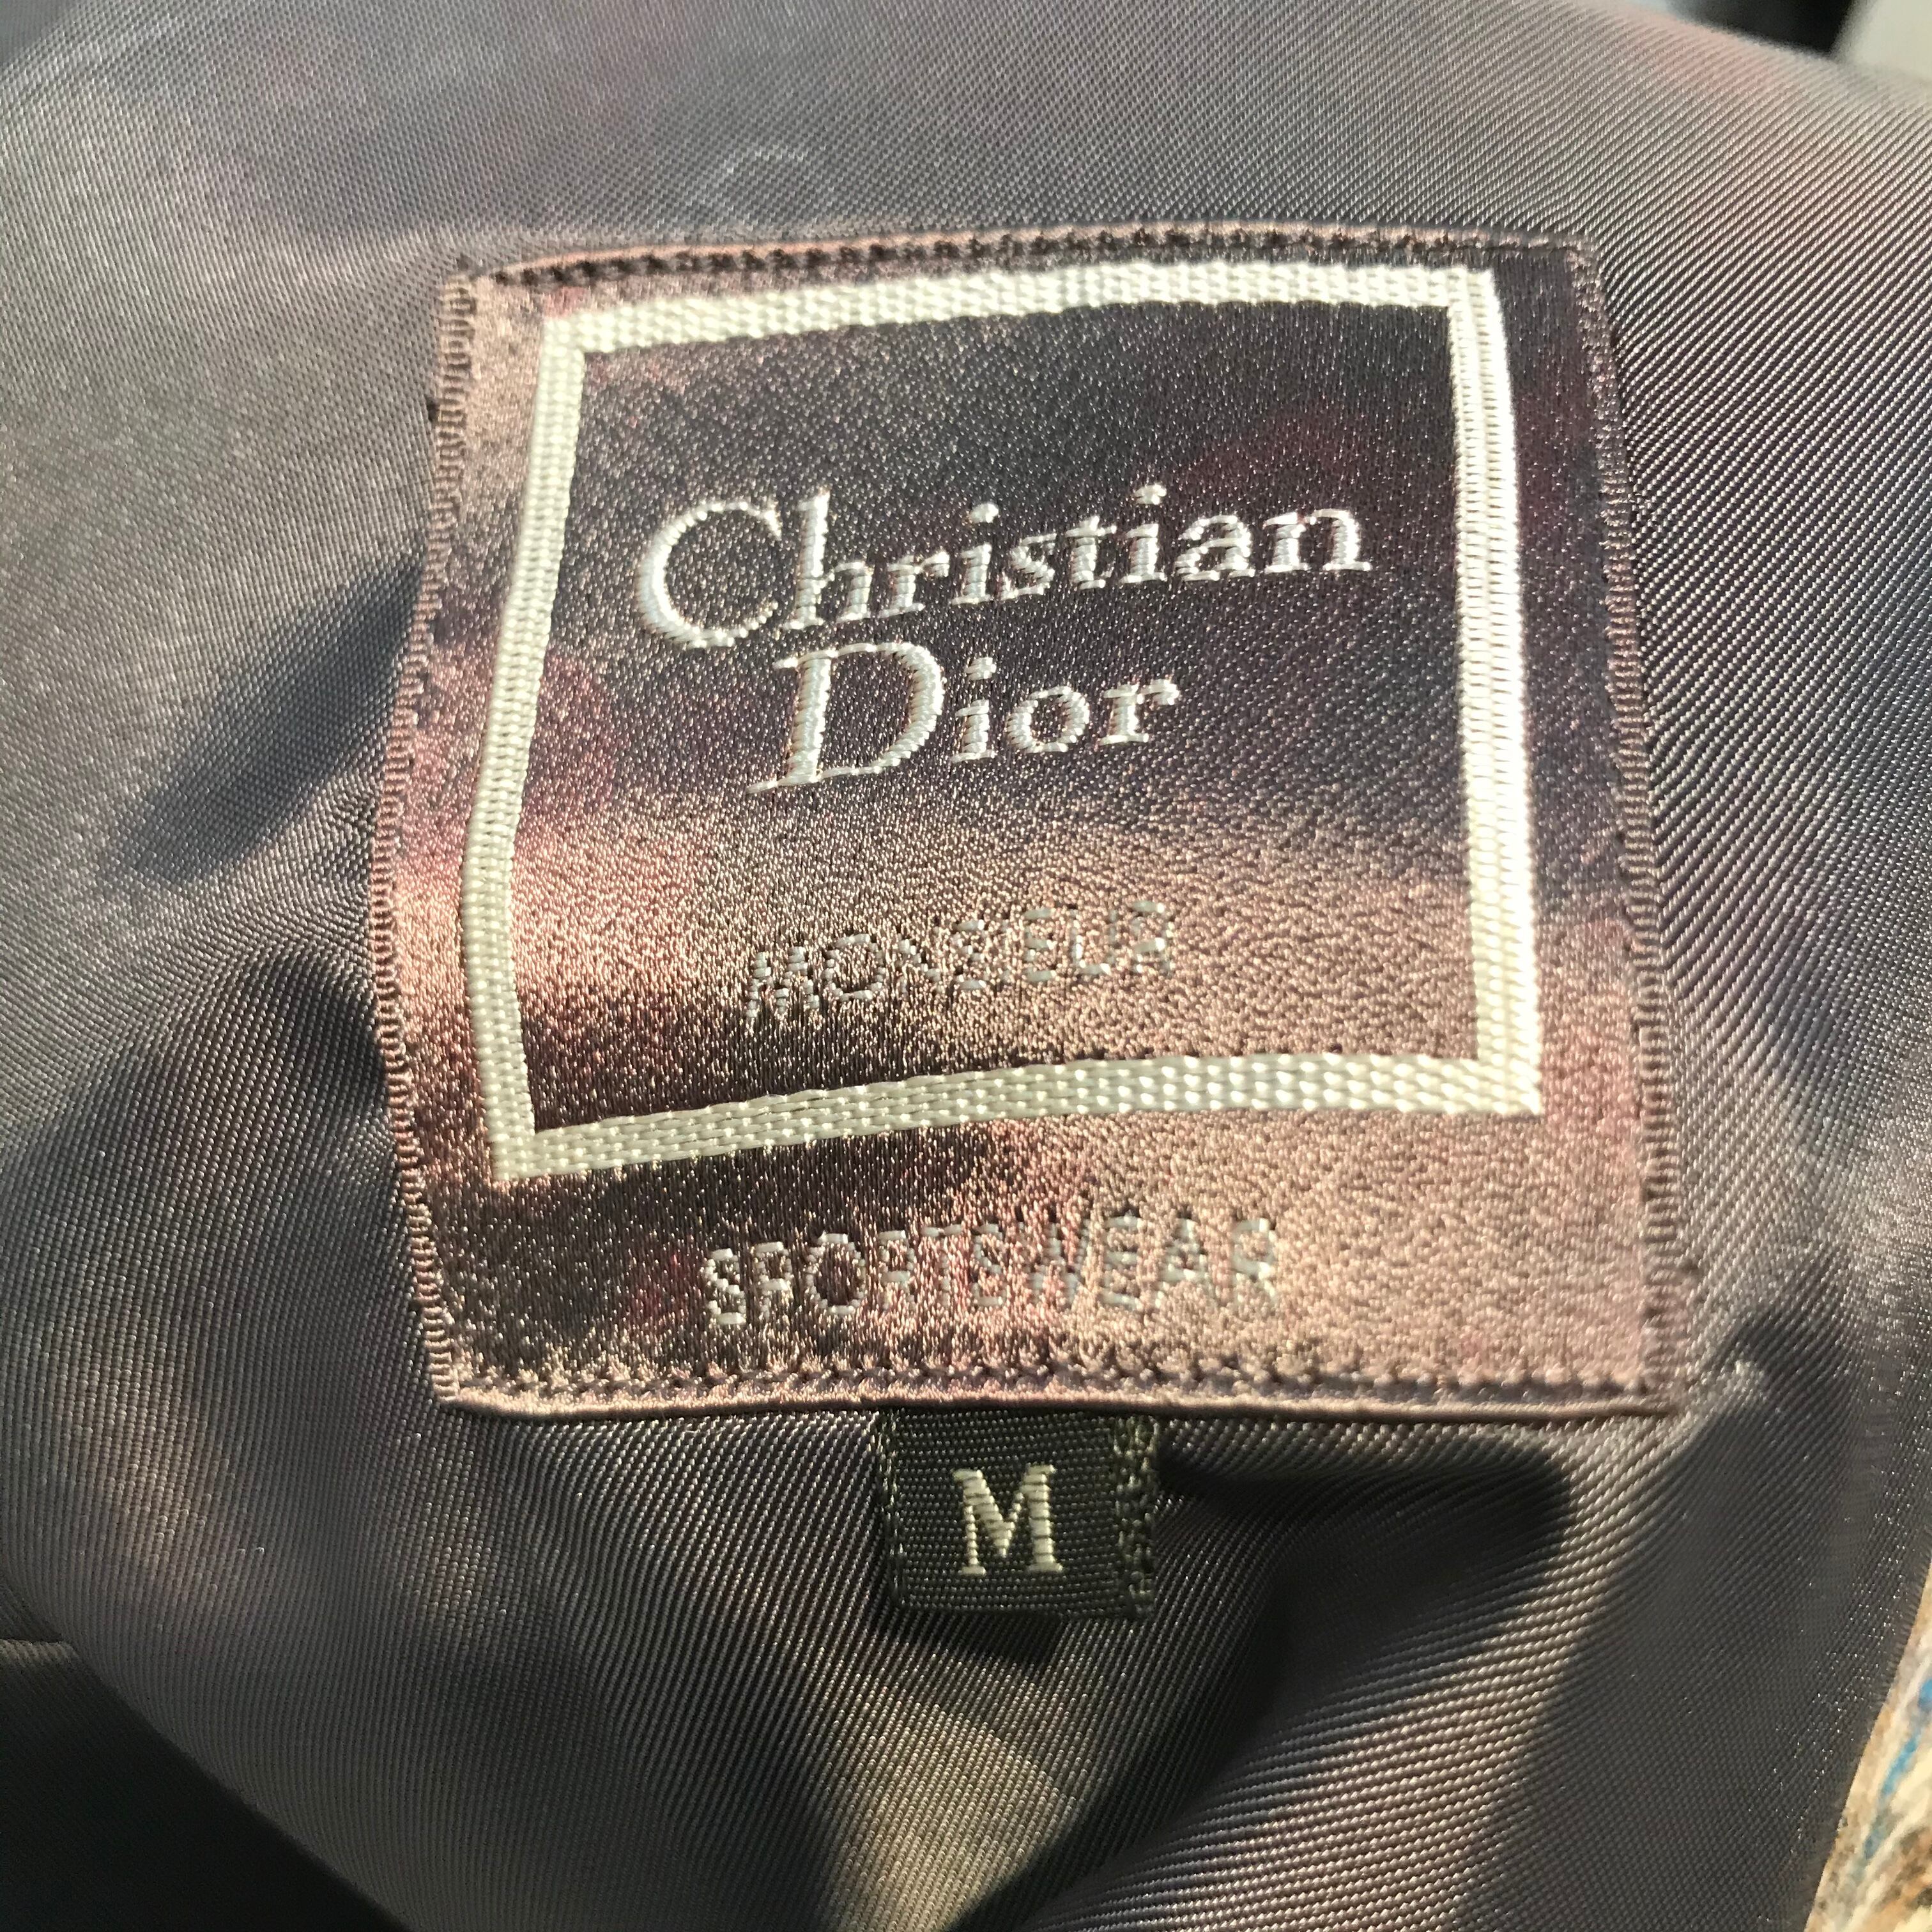 Christian
Dior
MONSIEUR
SPORTSWEAR
M